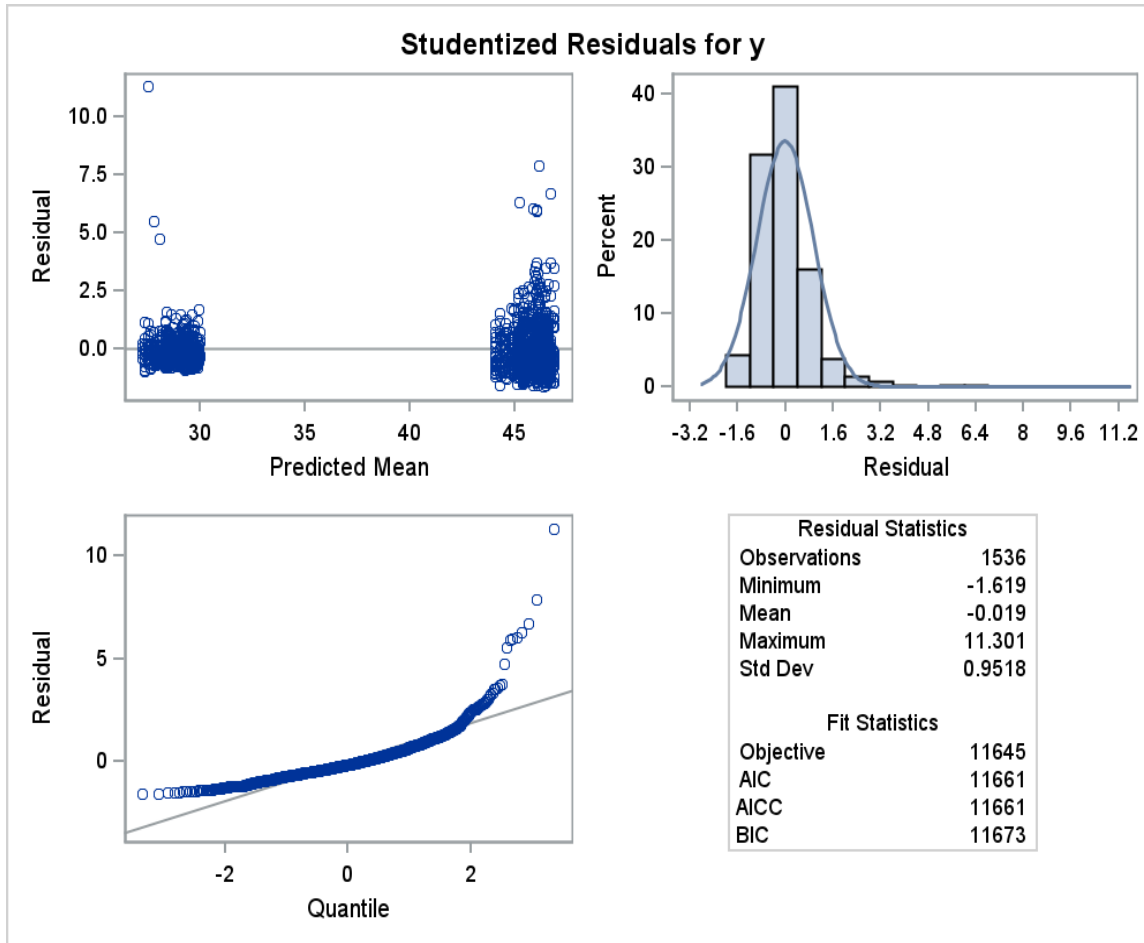 Studentized Residuals for y
10.0
7.5
5.0
2.5
0.0
Residual
30 35 40 45
Predicted Mean
40
30
20
10
0
Percent
-3.2 -1.6 0 1.6 3.2 4.8 6.4 8 9.6 11.2
Residual
10
5
0
Residual
-2 0 2
Quantile
Residual Statistics
Observations 1536
Minimum -1.619
Mean -0.019
Maximum 11.301
Std Dev 0.9518
Fit Statistics
Objective 11645
AIC 11661
AICC 11661
BIC 11673